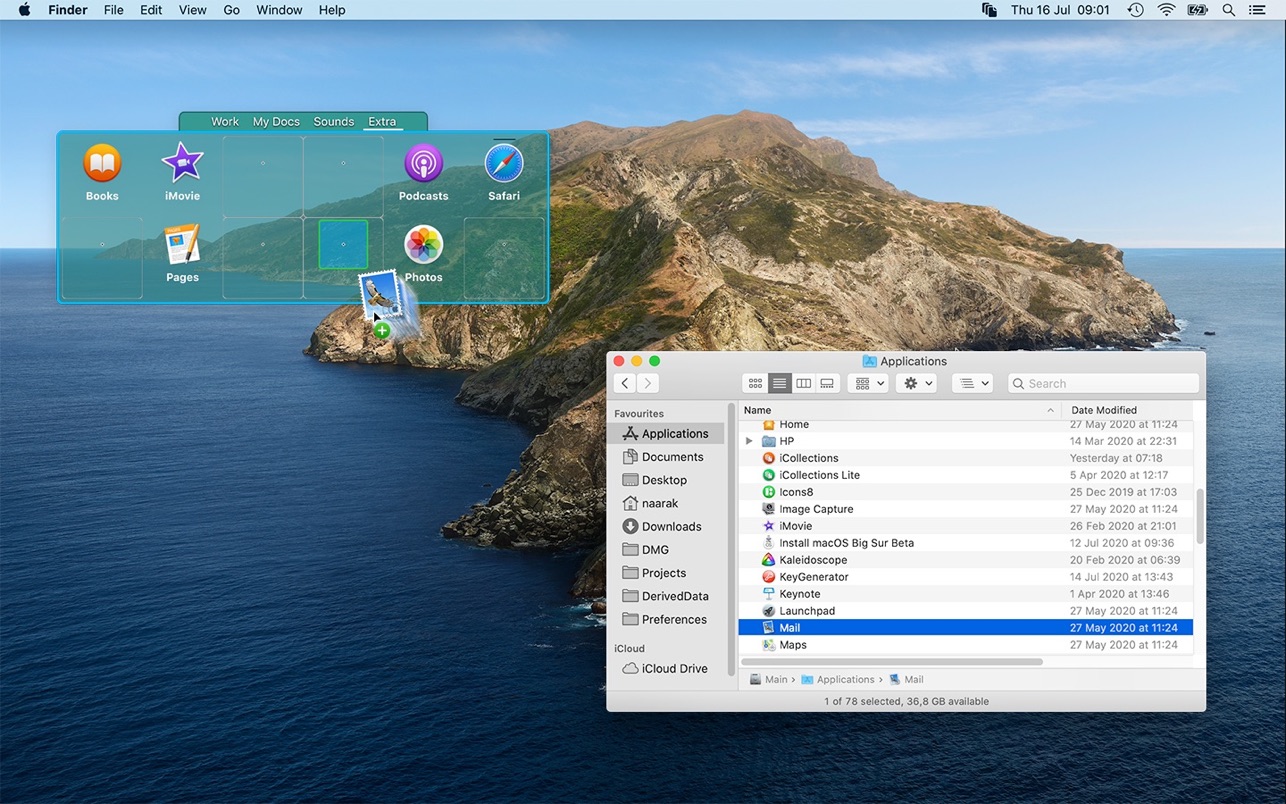 Finder File Edit View Go Window Help Thu 16 Jul 09:01
Work My Docs Sounds Extra
Books iMovie Podcasts Safari
Pages Photos
Applications
Search
Favourites
Applications
Documents
Desktop
naarak
Downloads
DMG
Projects
DerivedData
Preferences
iCloud
iCloud Drive
Name Date Modified
Home 27 May 2020 at 11:24
HP 14 Mar 2020 at 22:31
iCollections Yesterday at 07:18
iCollections Lite 5 Apr 2020 at 12:17
Icons8 25 Dec 2019 at 17:03
Image Capture 27 May 2020 at 11:24
iMovie 26 Feb 2020 at 21:01
Install macOS Big Sur Beta 12 Jul 2020 at 09:36
Kaleidoscope 20 Feb 2020 at 06:39
KeyGenerator 14 Jul 2020 at 13:43
Keynote 1 Apr 2020 at 13:46
Launchpad 27 May 2020 at 11:24
Mail 27 May 2020 at 11:24
Maps 27 May 2020 at 11:24
Main › Applications › Mail
1 of 78 selected, 36,8 GB available